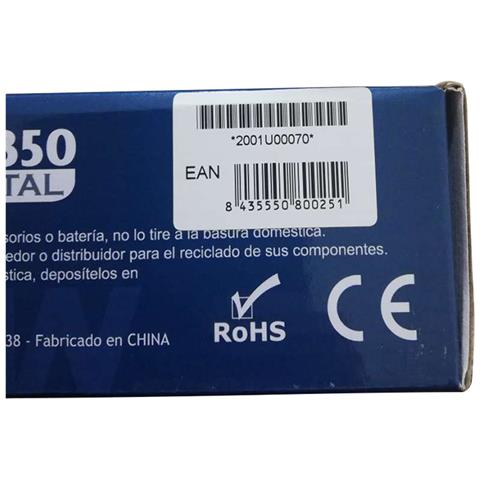 *2001U00070*
EAN
8 435550 800251
350
TAL
sorios o batería, no lo tire a la basura doméstica.
edor o distribuidor para el reciclado de sus componentes.
stica, deposítelos en
38 - Fabricado en CHINA
RoHS
CE